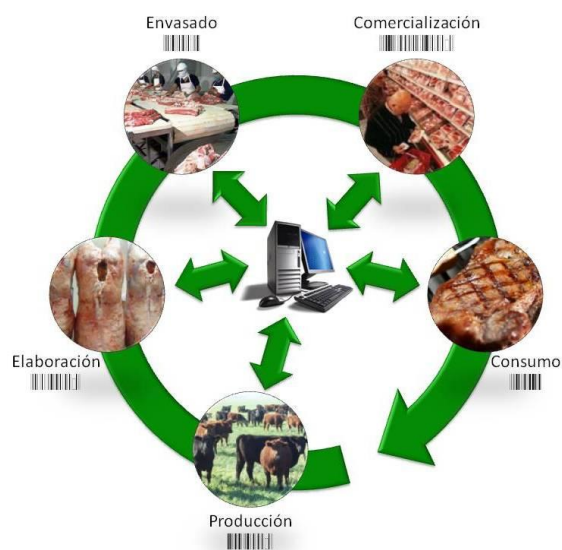 Envasado
Comercialización
Elaboración
Consumo
Producción